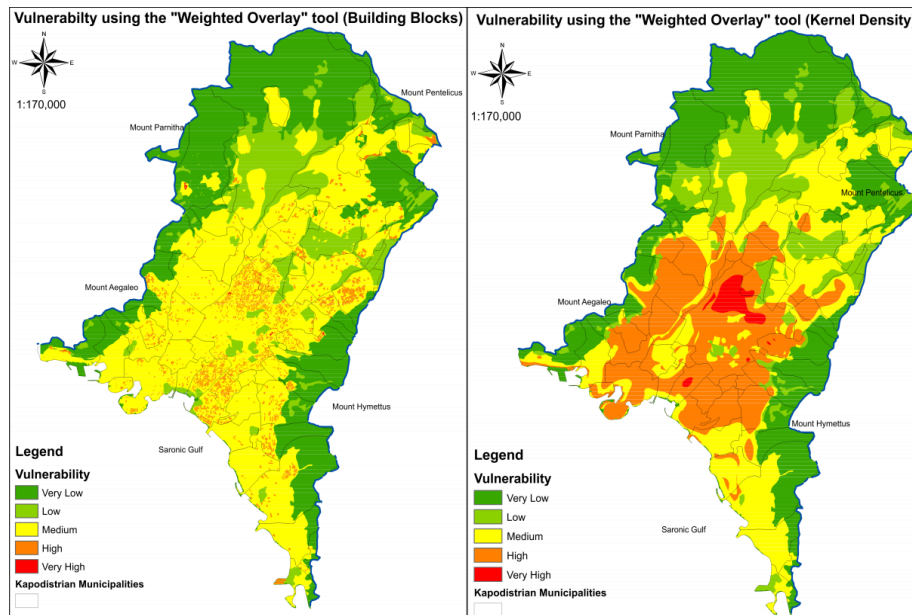 Vulnerabilty using the "Weighted Overlay" tool (Building Blocks)
N
W E
S
1:170,000
Mount Pentelicus
Mount Parnitha
Mount Aegaleo
Mount Hymettus
Saronic Gulf
Legend
Vulnerability
Very Low
Low
Medium
High
Very High
Kapodistrian Municipalities
Vulnerabilty using the "Weighted Overlay" tool (Kernel Density
N
W E
S
1:170,000
Mount Parnitha
Mount Pentelicus
Mount Aegaleo
Mount Hymettus
Legend
Vulnerability
Very Low
Low
Medium
High
Very High
Saronic Gulf
Kapodistrian Municipalities